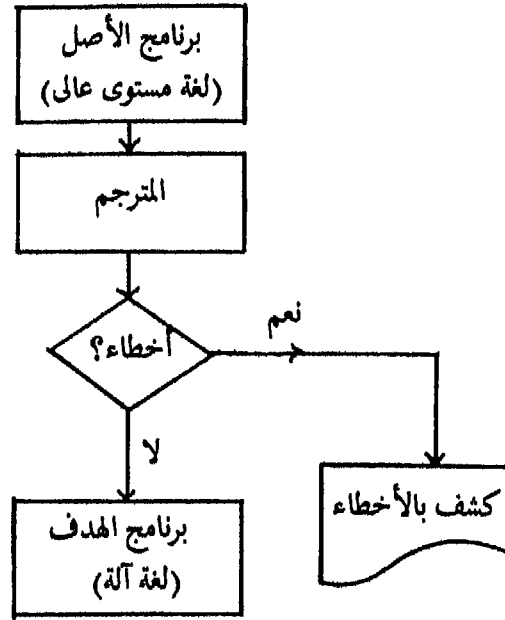 برنامج الأصل
(لغة مستوى عالى)
المترجم
أخطاء؟
نعم
لا
كشف بالأخطاء
برنامج الهدف
(لغة آلة)